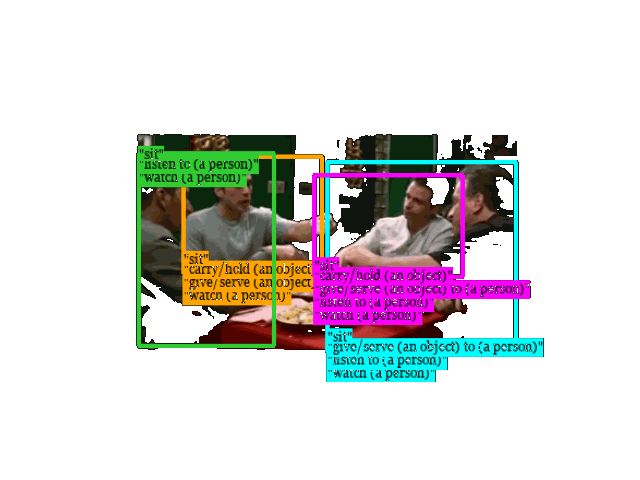 "sit"
"listen to (a person)"
"watch (a person)"
"sit"
"carry/hold (an object)
"give/serve (an object)
"watch (a person)"
"sit"
"carry/hold (an object)"
"give/serve (an object) to (a person)"
"listen to (a person)"
"watch (a person)"
"sit"
"give/serve (an object) to (a person)"
"listen to (a person)"
"watch (a person)"